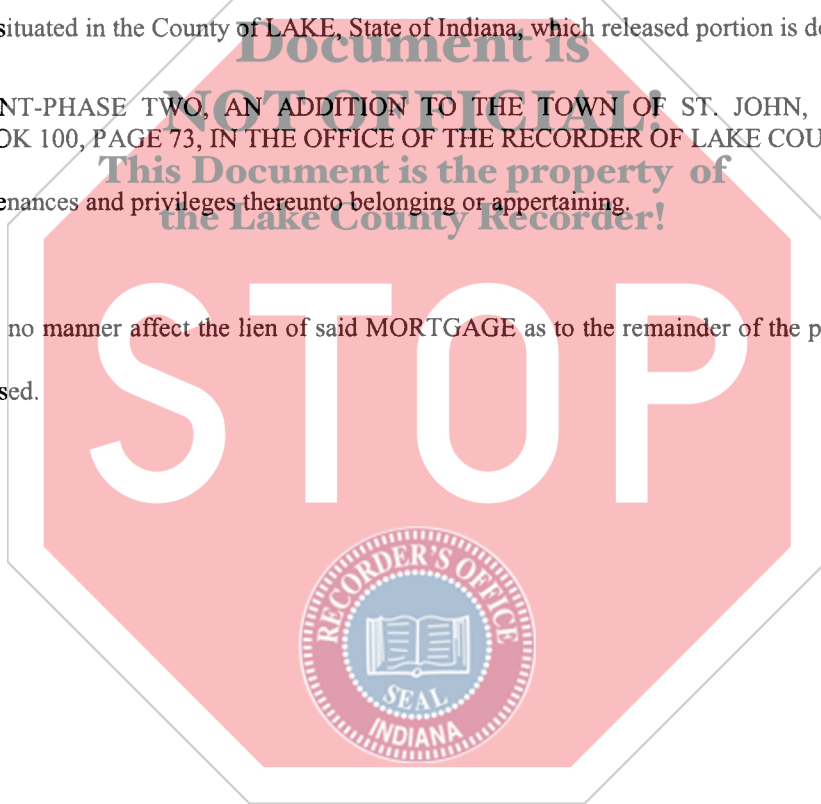 situated in the County of LAKE, State of Indiana, which released portion is de
Document is
NT-PHASE TWO, AN ADDITION TO THE TOWN OF ST. JOHN,
NOT OFFICIAL!
OK 100, PAGE 73, IN THE OFFICE OF THE RECORDER OF LAKE COU
This Document is the property of
enances and privileges thereunto belonging or appertaining.
the Lake County Recorder!
no manner affect the lien of said MORTGAGE as to the remainder of the p
sed.
STOP
RECORDER'S OFFICE
SEAL
INDIANA